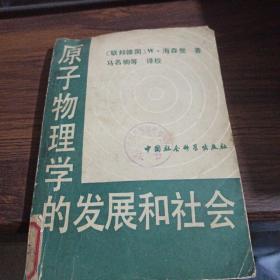 (联邦德国) W·海森堡 著
马名驹等 译校
原子物理学
的发展和社会
中国社会科学出版社